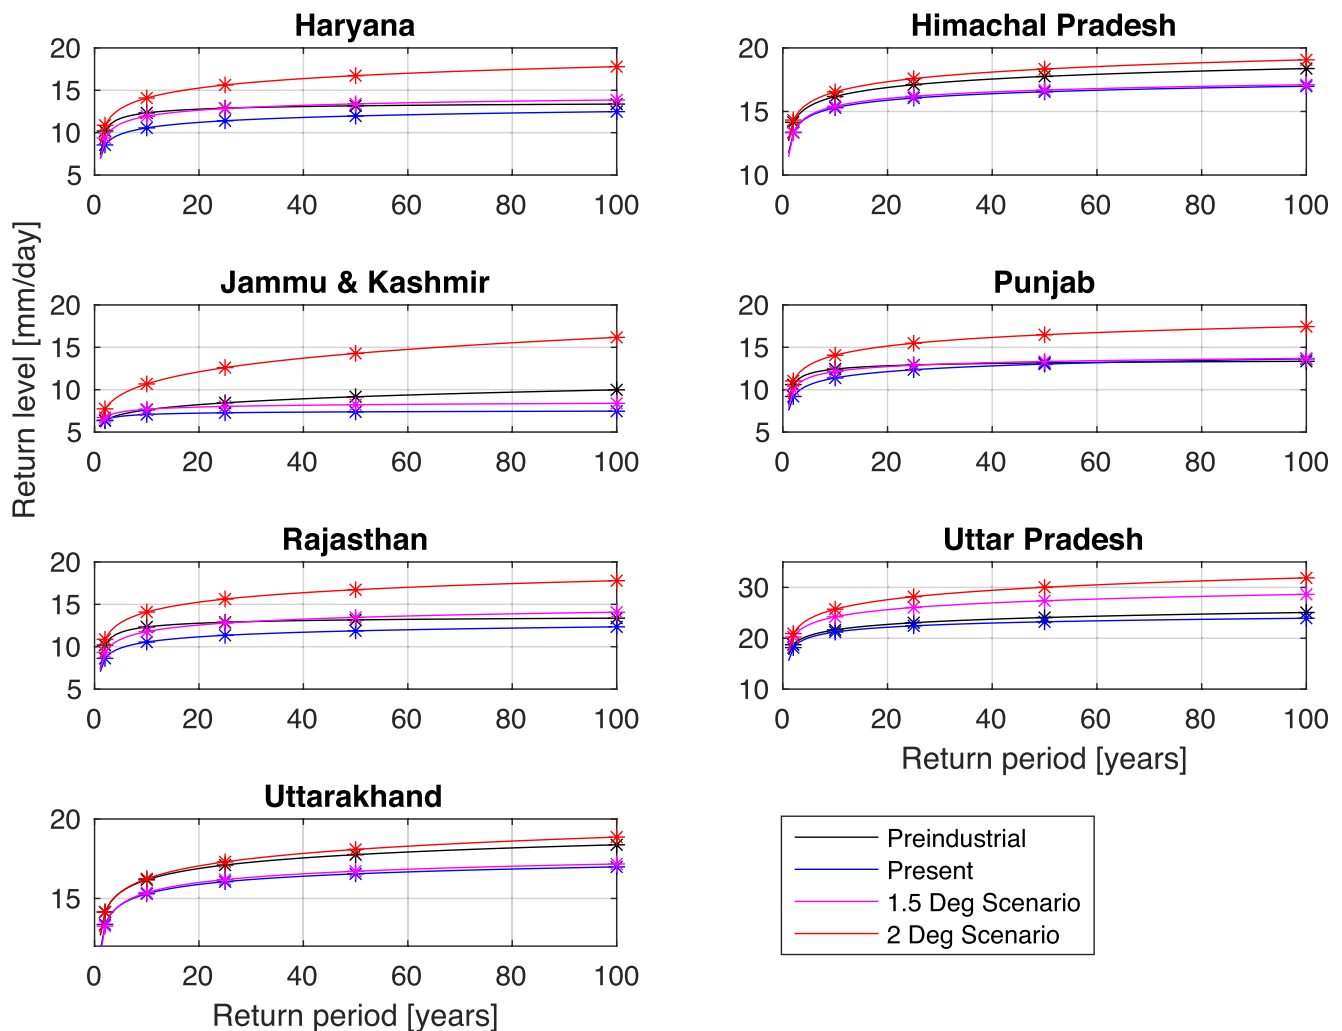 Haryana
20
15
10
5
0 20 40 60 80 100
Himachal Pradesh
20
15
10
0 20 40 60 80 100
Return level [mm/day]
Jammu & Kashmir
20
15
10
5
0 20 40 60 80 100
Punjab
20
15
10
5
0 20 40 60 80 100
Rajasthan
20
15
10
5
0 20 40 60 80 100
Uttar Pradesh
30
20
10
0 20 40 60 80 100
Return period [years]
Uttarakhand
20
15
0 20 40 60 80 100
Return period [years]
Preindustrial
Present
1.5 Deg Scenario
2 Deg Scenario